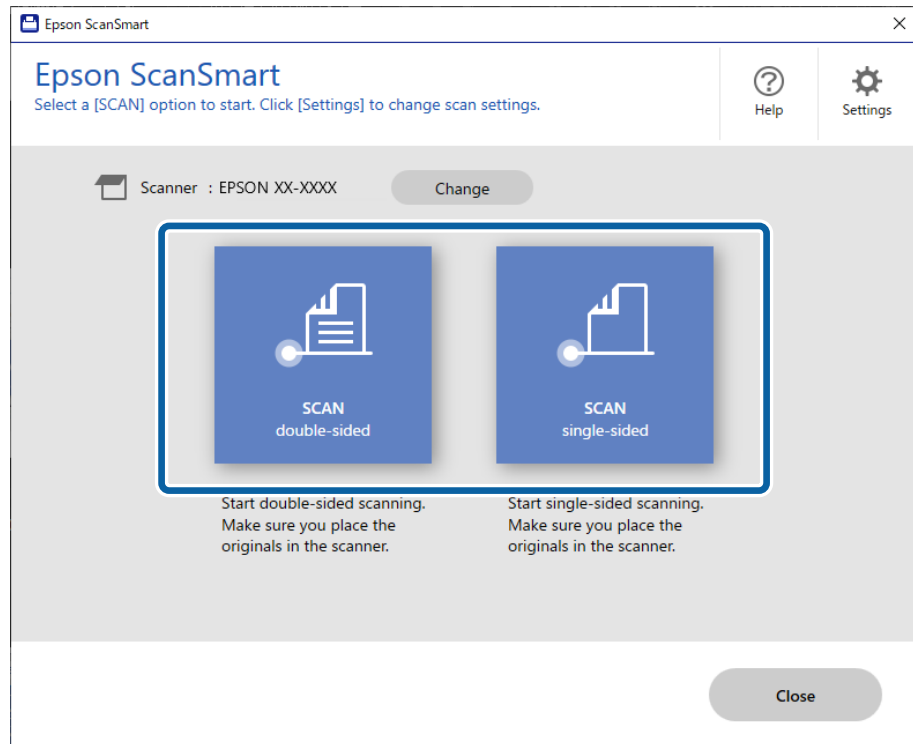 Epson ScanSmart
Epson ScanSmart
Select a [SCAN] option to start. Click [Settings] to change scan settings.
Help
Settings
Scanner : EPSON XX-XXXX
Change
SCAN
double-sided
SCAN
single-sided
Start double-sided scanning.
Make sure you place the
originals in the scanner.
Start single-sided scanning.
Make sure you place the
originals in the scanner.
Close